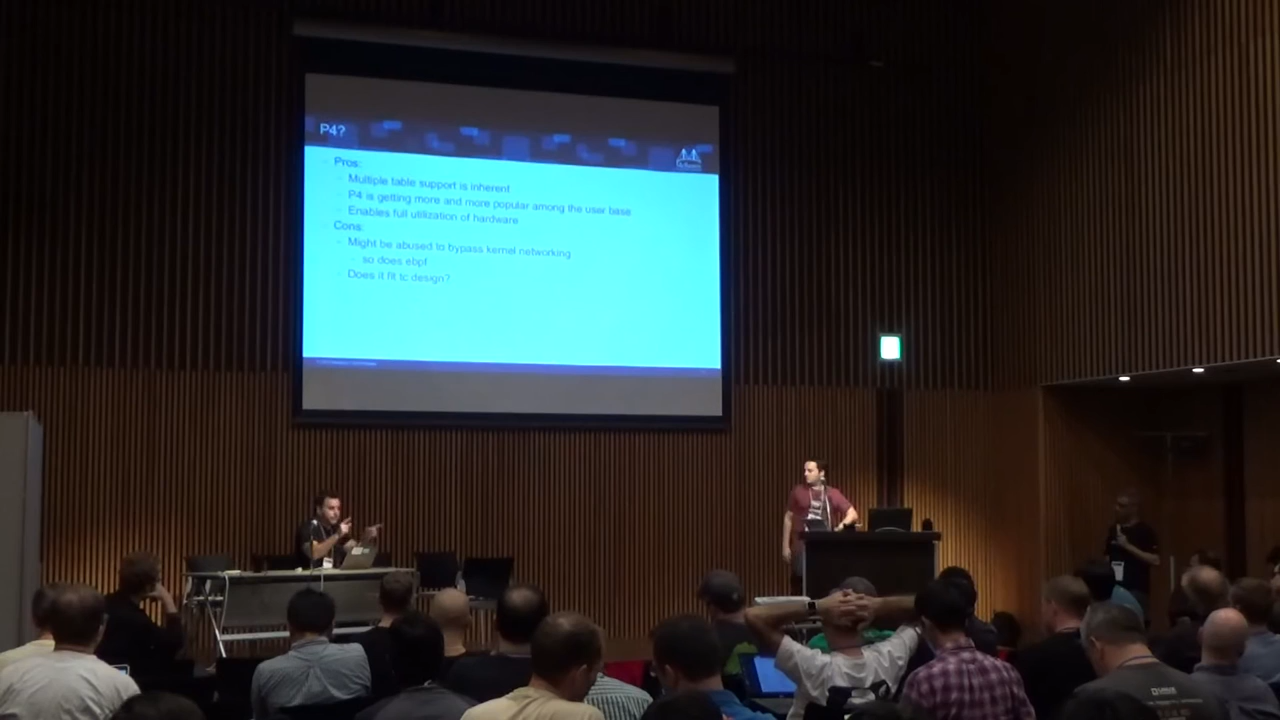 P4?
Pros:
Multiple table support is inherent
P4 is getting more and more popular among the user base
Enables full utilization of hardware
Cons:
Might be abused to bypass kernel networking
so does ebpf
Does it fit tc design?